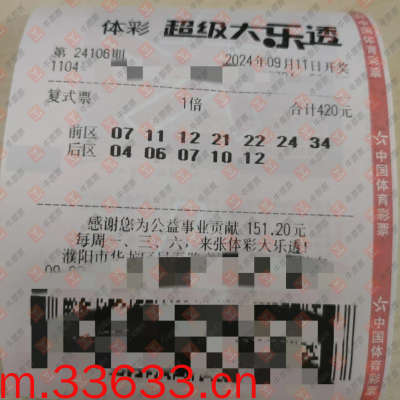 体彩 超级大乐透
第 24106期 2024年09月11日开奖
1104
复式票 1倍 合计420元
前区 07 11 12 21 22 24 34
后区 04 06 07 10 12
感谢您为公益事业贡献 151.20元
每周一、三、六，来张体彩大乐透!
濮阳市华龙区
中国体育彩票
中国体育彩票
m.33633.cn